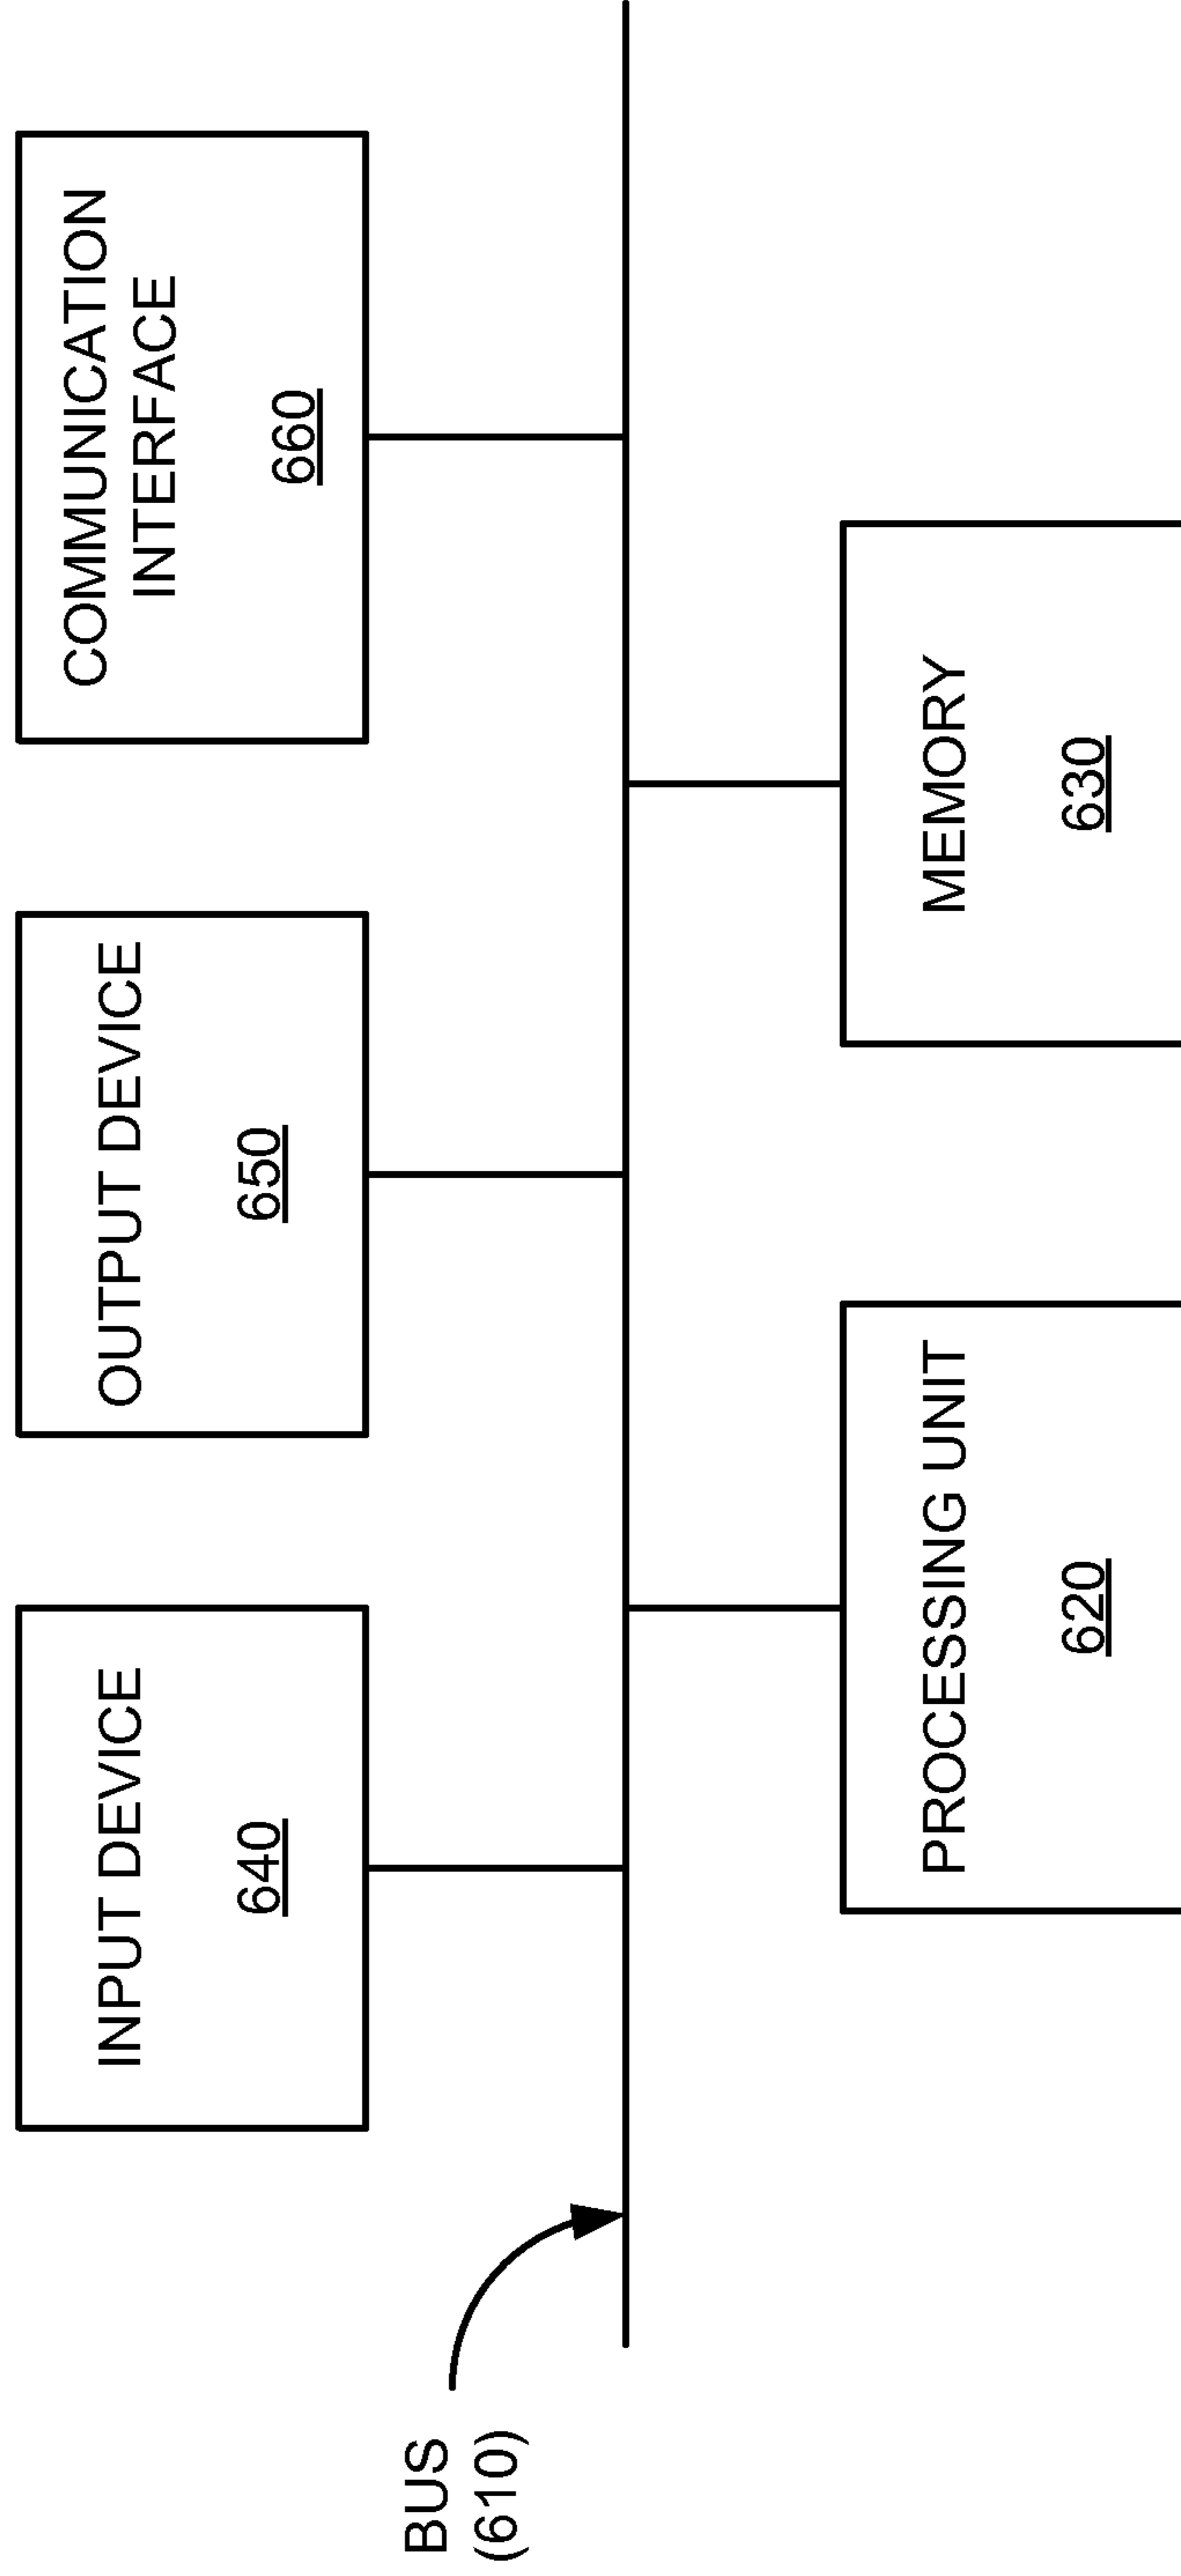 INPUT DEVICE
640
OUTPUT DEVICE
650
COMMUNICATION
INTERFACE
660
BUS
(610)
PROCESSING UNIT
620
MEMORY
630